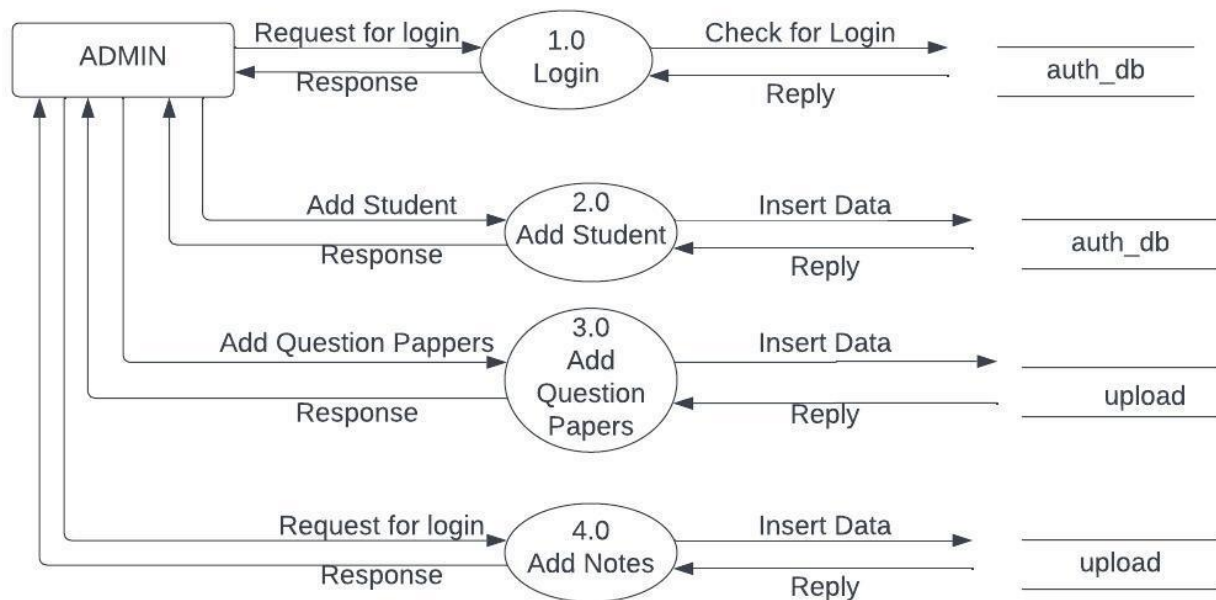 ADMIN
Request for login
Response
1.0
Login
Check for Login
Reply
auth_db
Add Student
Response
2.0
Add Student
Insert Data
Reply
auth_db
Add Question Pappers
Response
3.0
Add
Question
Papers
Insert Data
Reply
upload
Request for login
Response
4.0
Add Notes
Insert Data
Reply
upload